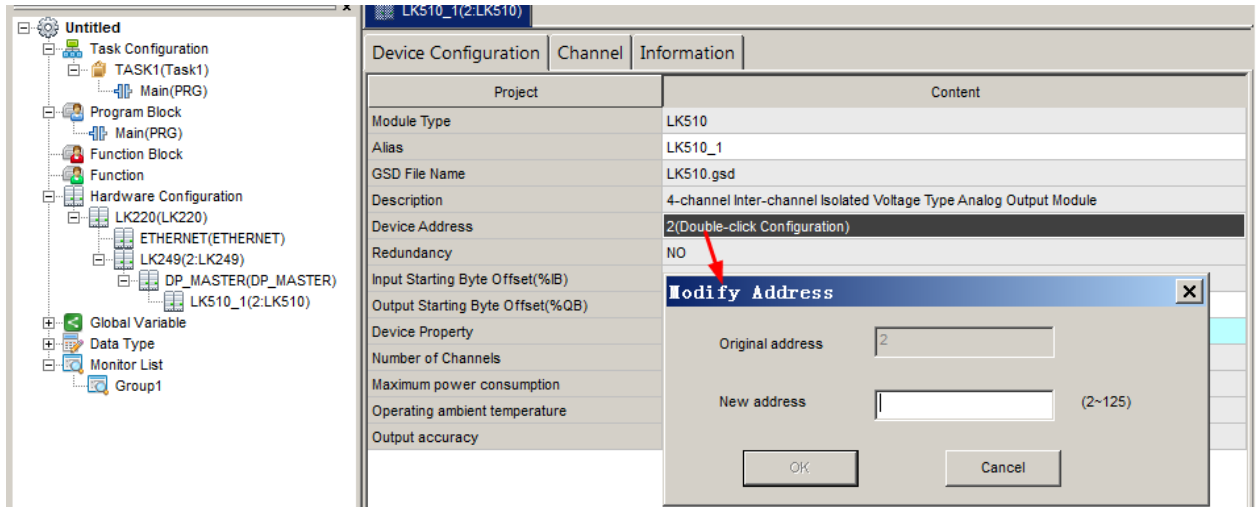 x
Untitled
Task Configuration
TASK1(Task1)
Main(PRG)
Program Block
Main(PRG)
Function Block
Function
Hardware Configuration
LK220(LK220)
ETHERNET(ETHERNET)
LK249(2:LK249)
DP_MASTER(DP_MASTER)
LK510_1(2:LK510)
Global Variable
Data Type
Monitor List
Group1
LK510_1(2:LK510)
Device Configuration Channel Information
Project Content
Module Type LK510
Alias LK510_1
GSD File Name LK510.gsd
Description 4-channel Inter-channel Isolated Voltage Type Analog Output Module
Device Address 2(Double-click Configuration)
Redundancy NO
Input Starting Byte Offset(%IB)
Output Starting Byte Offset(%QB)
Device Property
Number of Channels
Maximum power consumption
Operating ambient temperature
Output accuracy
Modify Address
Original address 2
New address (2~125)
OK Cancel